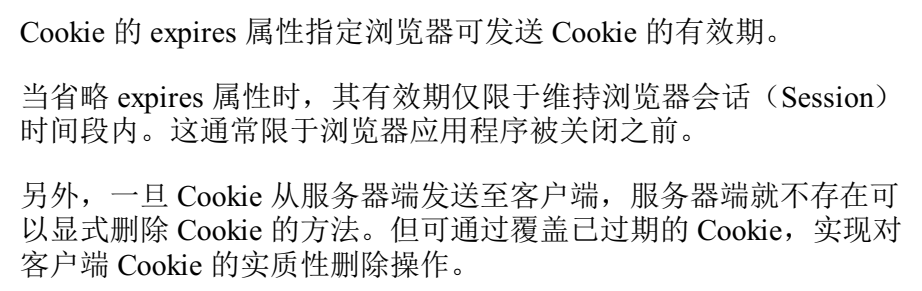 Cookie 的 expires 属性指定浏览器可发送 Cookie 的有效期。
当省略 expires 属性时，其有效期仅限于维持浏览器会话（Session）
时间段内。这通常限于浏览器应用程序被关闭之前。
另外，一旦 Cookie 从服务器端发送至客户端，服务器端就不存在可
以显式删除 Cookie 的方法。但可通过覆盖已过期的 Cookie，实现对
客户端 Cookie 的实质性删除操作。